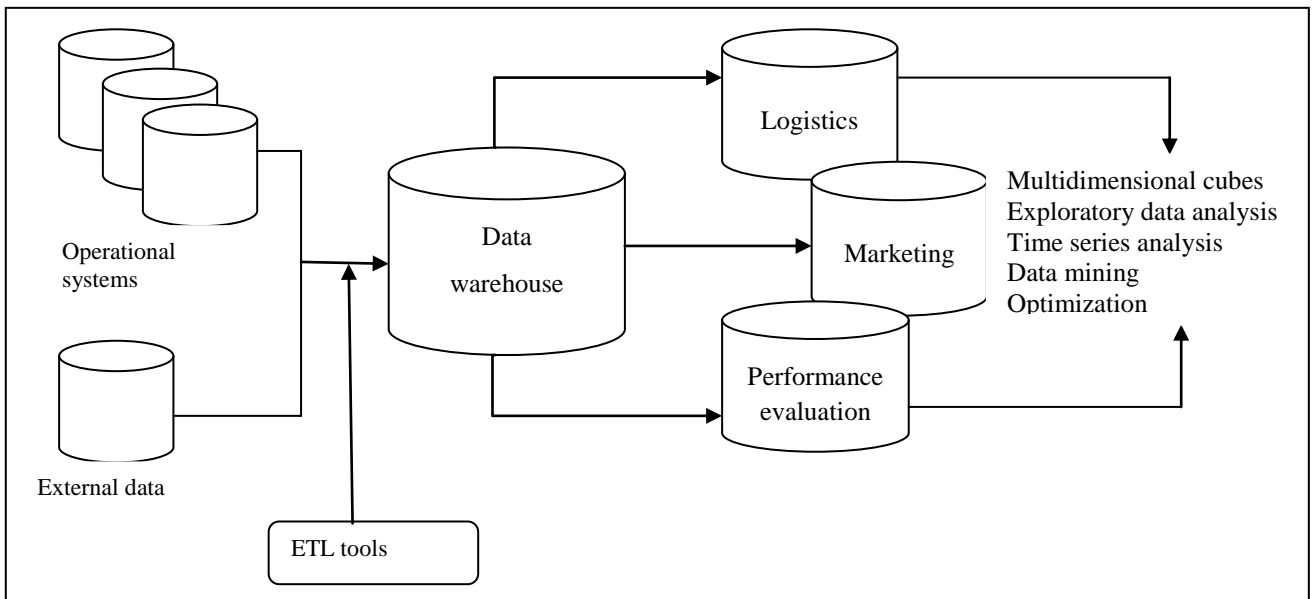 Operational
systems
External data
ETL tools
Data
warehouse
Logistics
Marketing
Performance
evaluation
Multidimensional cubes
Exploratory data analysis
Time series analysis
Data mining
Optimization